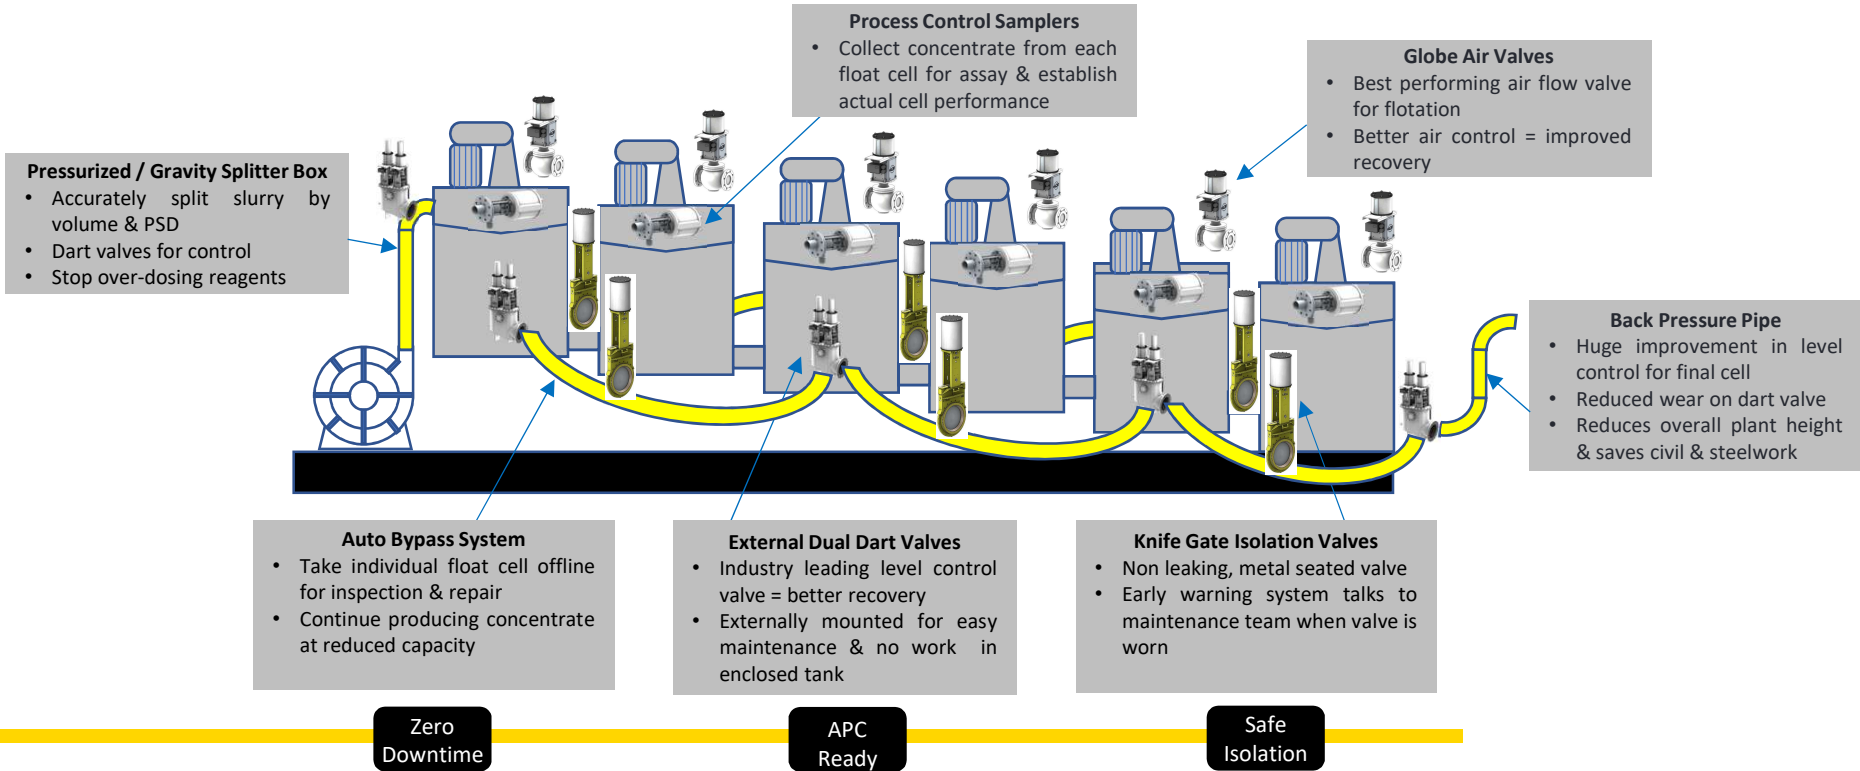 Process Control Samplers
• Collect concentrate from each
float cell for assay & establish
actual cell performance
Globe Air Valves
• Best performing air flow valve
for flotation
• Better air control = improved
recovery
Pressurized / Gravity Splitter Box
• Accurately split slurry by
volume & PSD
• Dart valves for control
• Stop over-dosing reagents
Back Pressure Pipe
• Huge improvement in level
control for final cell
• Reduced wear on dart valve
• Reduces overall plant height
& saves civil & steelwork
Auto Bypass System
• Take individual float cell offline
for inspection & repair
• Continue producing concentrate
at reduced capacity
External Dual Dart Valves
• Industry leading level control
valve = better recovery
• Externally mounted for easy
maintenance & no work in
enclosed tank
Knife Gate Isolation Valves
• Non leaking, metal seated valve
• Early warning system talks to
maintenance team when valve is
worn
Zero
Downtime
APC
Ready
Safe
Isolation